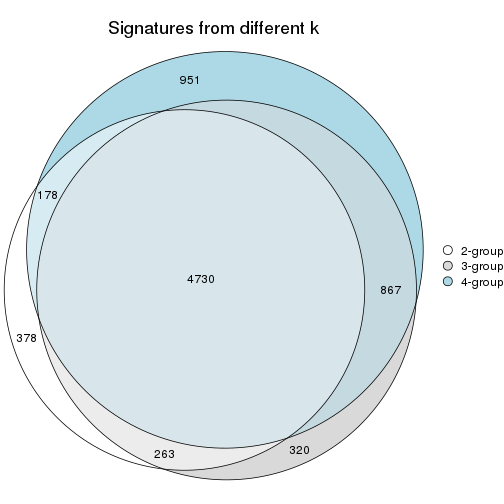 Signatures from different k
951
178
4730
867
378
263
320
2-group
3-group
4-group